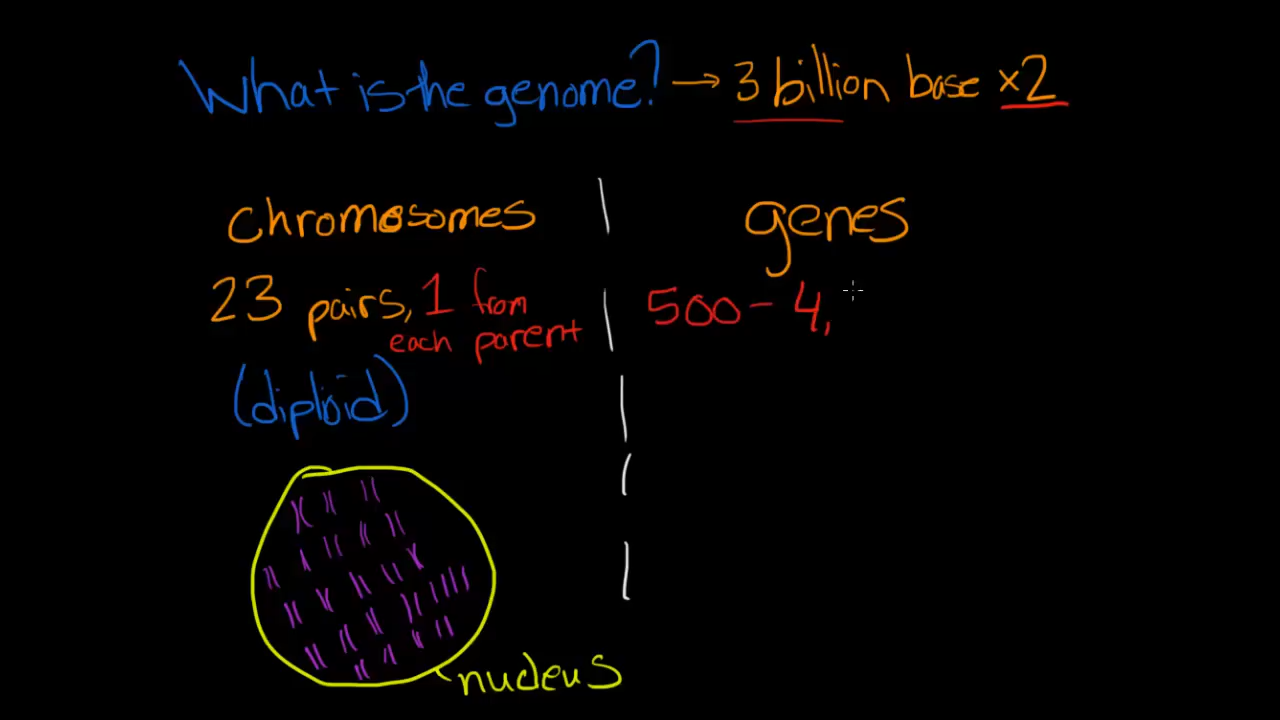 What is the genome? → 3 billion base x2
chromosomes
genes
23 pairs, 1 from
each parent
500 - 4,
(diploid)
nucleus